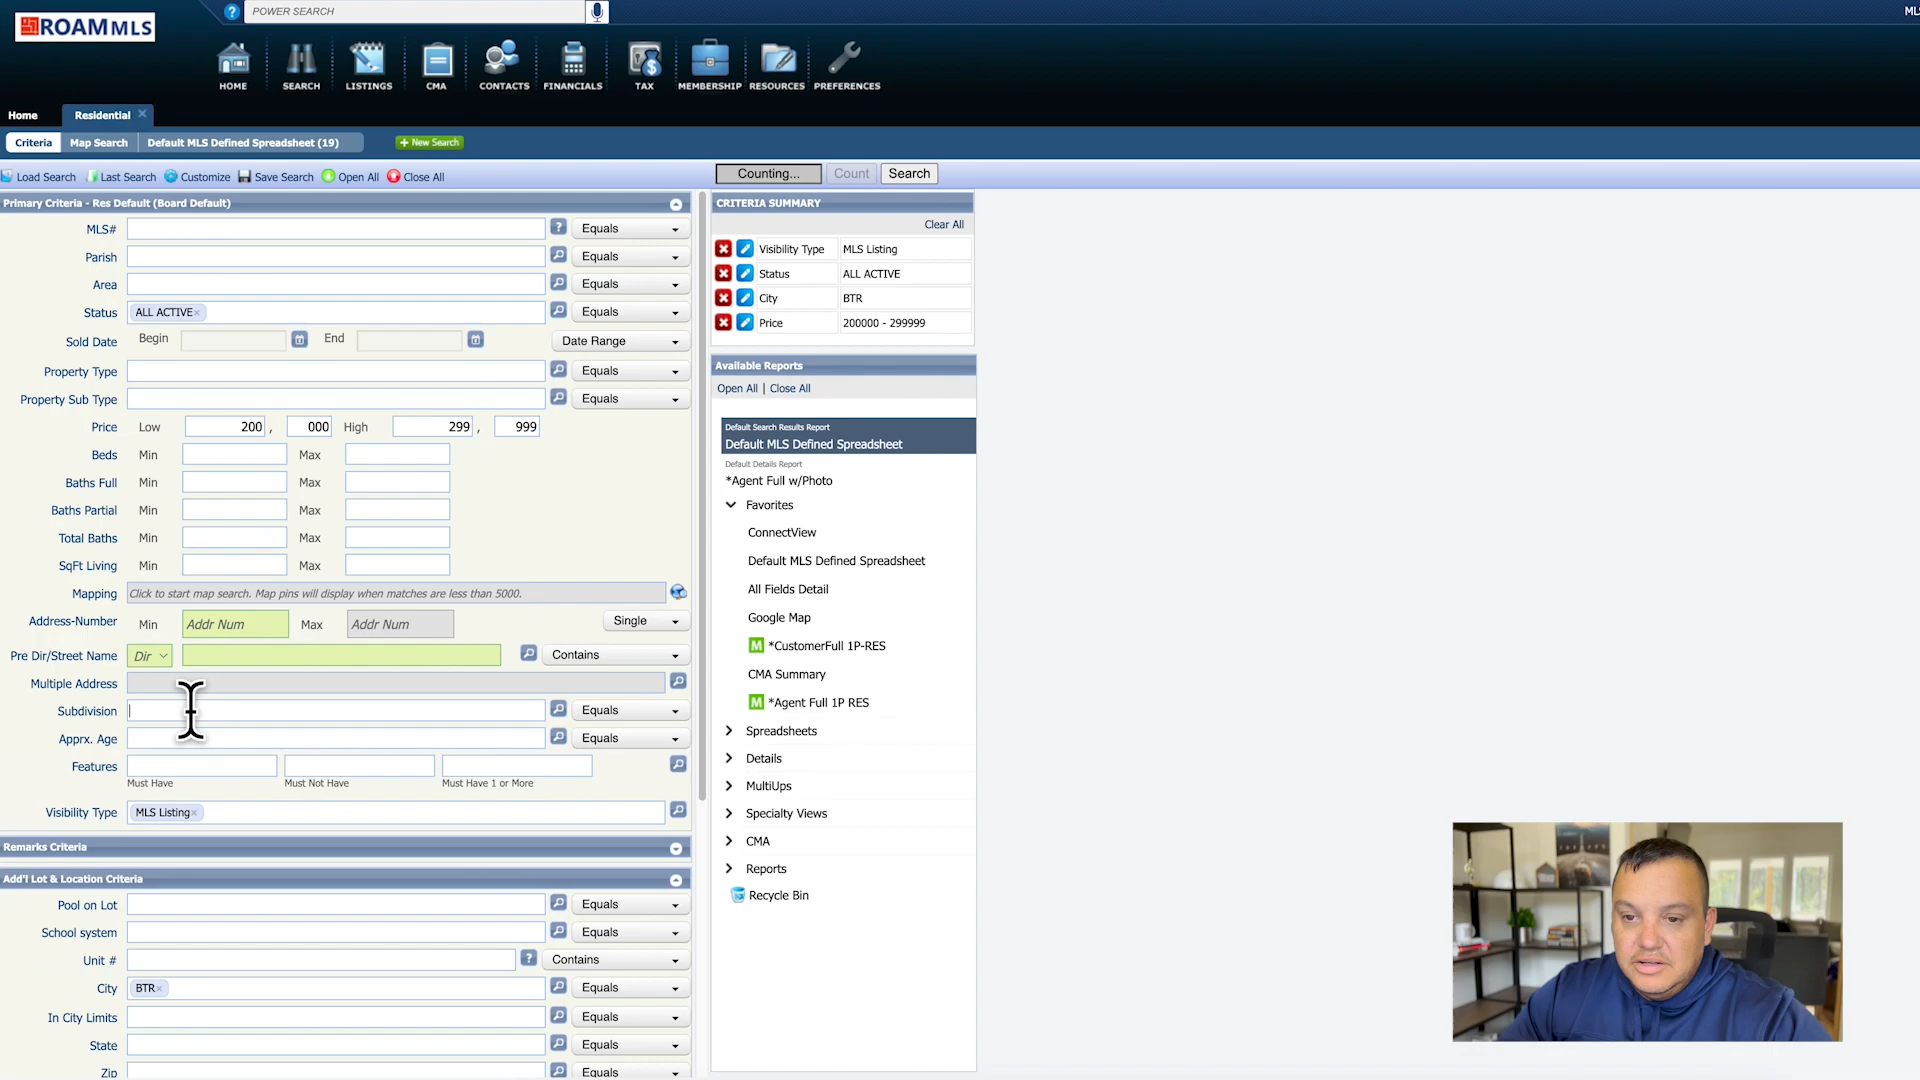 ROAM MLS
POWER SEARCH
ML
HOME
SEARCH
LISTINGS
CMA
CONTACTS
FINANCIALS
TAX
MEMBERSHIP
RESOURCES
PREFERENCES
Home
Residential
Criteria
Map Search
Default MLS Defined Spreadsheet (19)
+ New Search
Load Search
Last Search
Customize
Save Search
Open All
Close All
Counting...
Count
Search
Primary Criteria - Res Default (Board Default)
MLS# ? Equals
Parish Equals
Area Equals
Status ALL ACTIVE× Equals
Sold Date Begin End Date Range
Property Type Equals
Property Sub Type Equals
Price Low 200 , 000 High 299 , 999
Beds Min Max
Baths Full Min Max
Baths Partial Min Max
Total Baths Min Max
SqFt Living Min Max
Mapping Click to start map search. Map pins will display when matches are less than 5000.
Address-Number Min Addr Num Max Addr Num Single
Pre Dir/Street Name Dir Contains
Multiple Address
Subdivision Equals
Apprx. Age Equals
Features
Must Have Must Not Have Must Have 1 or More
Visibility Type MLS Listing×
Remarks Criteria
Add'l Lot & Location Criteria
Pool on Lot Equals
School system Equals
Unit # ? Contains
City BTR× Equals
In City Limits Equals
State Equals
Zip Equals
CRITERIA SUMMARY
Clear All
Visibility Type MLS Listing
Status ALL ACTIVE
City BTR
Price 200000 - 299999
Available Reports
Open All | Close All
Default Search Results Report
Default MLS Defined Spreadsheet
Default Details Report
*Agent Full w/Photo
Favorites
ConnectView
Default MLS Defined Spreadsheet
All Fields Detail
Google Map
M *CustomerFull 1P-RES
CMA Summary
M *Agent Full 1P RES
Spreadsheets
Details
MultiUps
Specialty Views
CMA
Reports
Recycle Bin